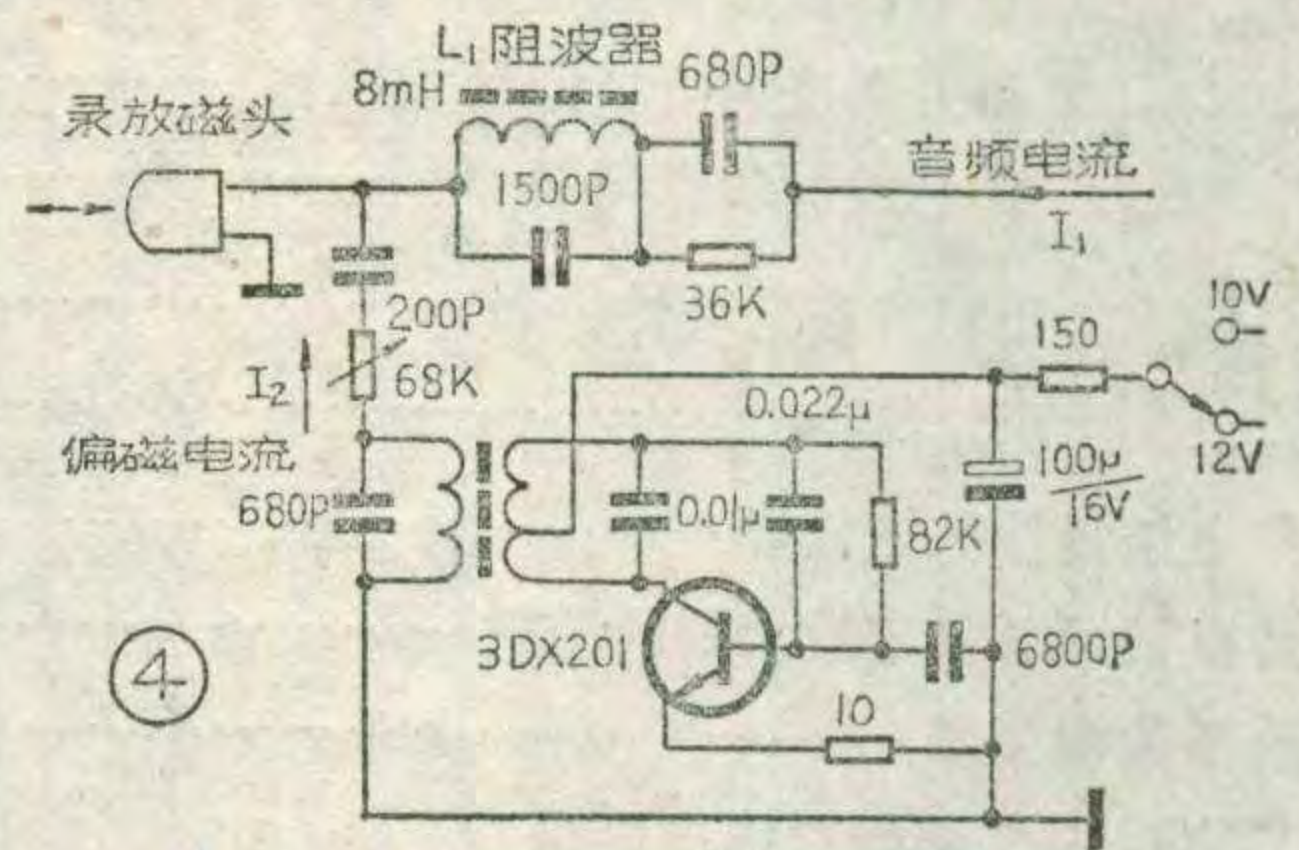 L₁阻波器
8mH
680P
录放磁头
音频电流
1500P
I₁
36K
10V
200P
150
I₂
68K
0.022μ
12V
偏磁电流
100μ
16V
680P
0.01μ
82K
3DX201
6800P
④
10